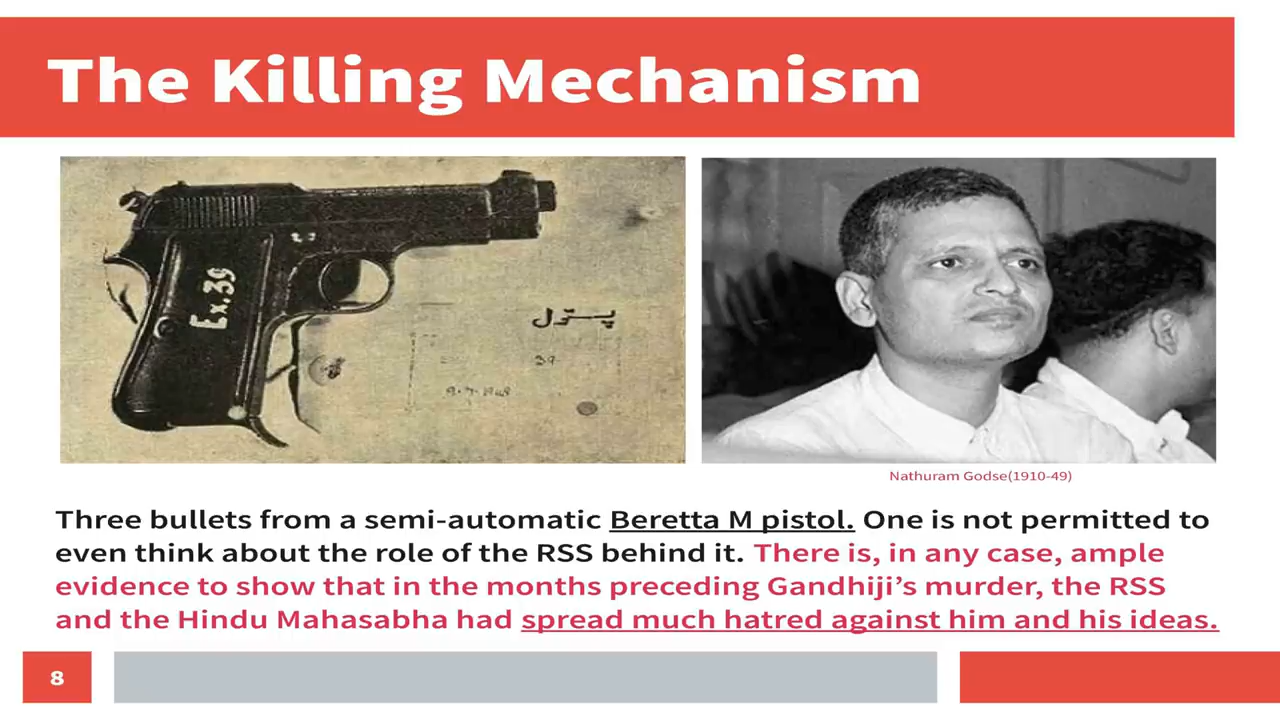 The Killing Mechanism
Ex.39
پستول
39
Nathuram Godse(1910-49)
Three bullets from a semi-automatic Beretta M pistol. One is not permitted to
even think about the role of the RSS behind it. There is, in any case, ample
evidence to show that in the months preceding Gandhiji’s murder, the RSS
and the Hindu Mahasabha had spread much hatred against him and his ideas.
8